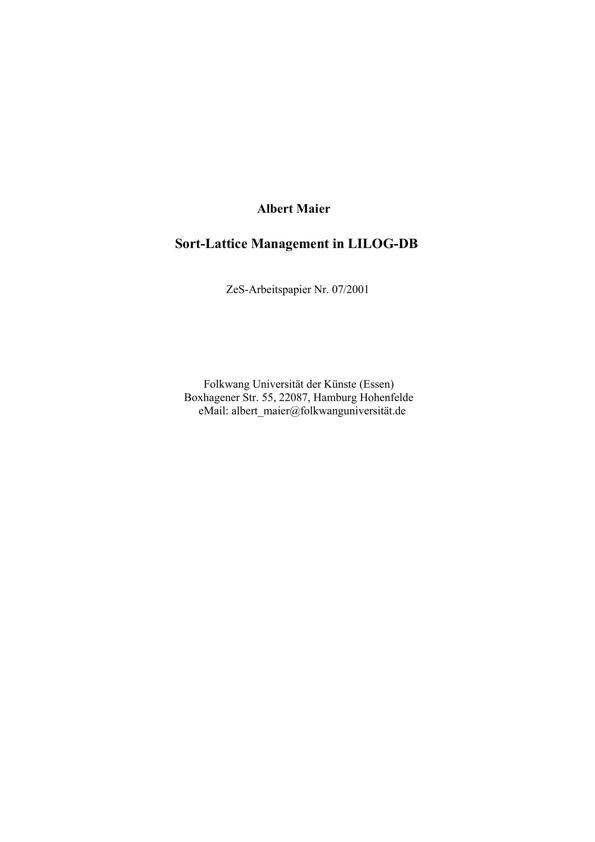 Albert Maier
Sort-Lattice Management in LILOG-DB
ZeS-Arbeitspapier Nr. 07/2001
Folkwang Universität der Künste (Essen)
Boxhagener Str. 55, 22087, Hamburg Hohenfelde
eMail: albert_maier@folkwanguniversität.de